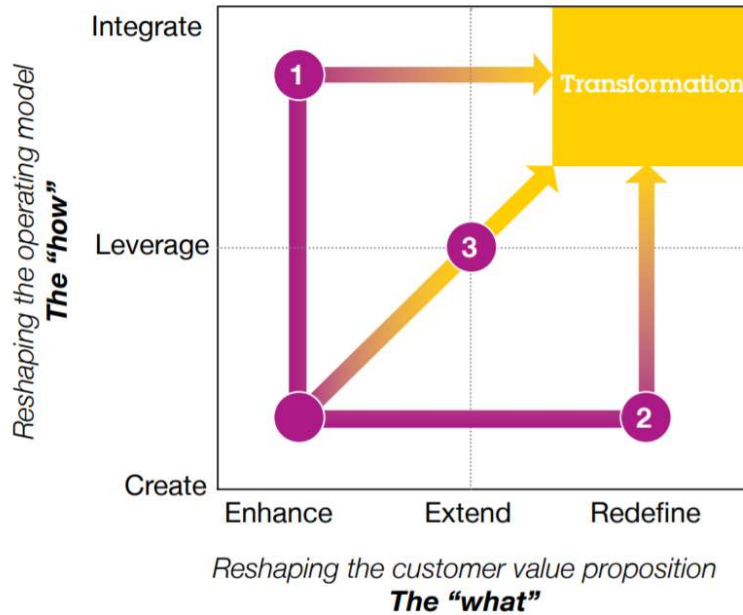 Integrate
1
Transformation
Reshaping the operating model
The “how”
Leverage
3
2
Create
Enhance Extend Redefine
Reshaping the customer value proposition
The “what”